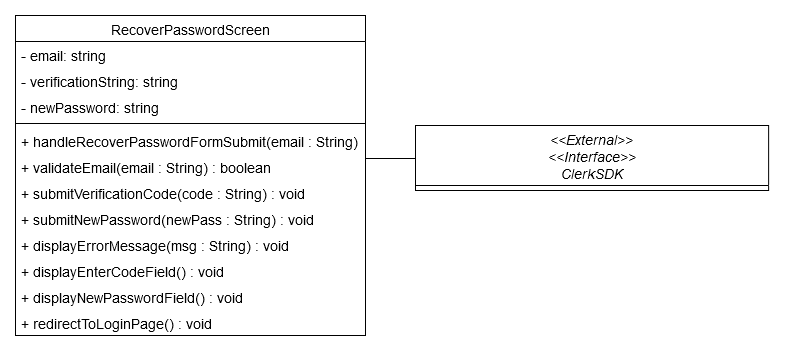 RecoverPasswordScreen
- email: string
- verificationString: string
- newPassword: string
+ handleRecoverPasswordFormSubmit(email : String)
+ validateEmail(email : String) : boolean
+ submitVerificationCode(code : String) : void
+ submitNewPassword(newPass : String) : void
+ displayErrorMessage(msg : String) : void
+ displayEnterCodeField() : void
+ displayNewPasswordField() : void
+ redirectToLoginPage() : void
<<External>>
<<Interface>>
ClerkSDK